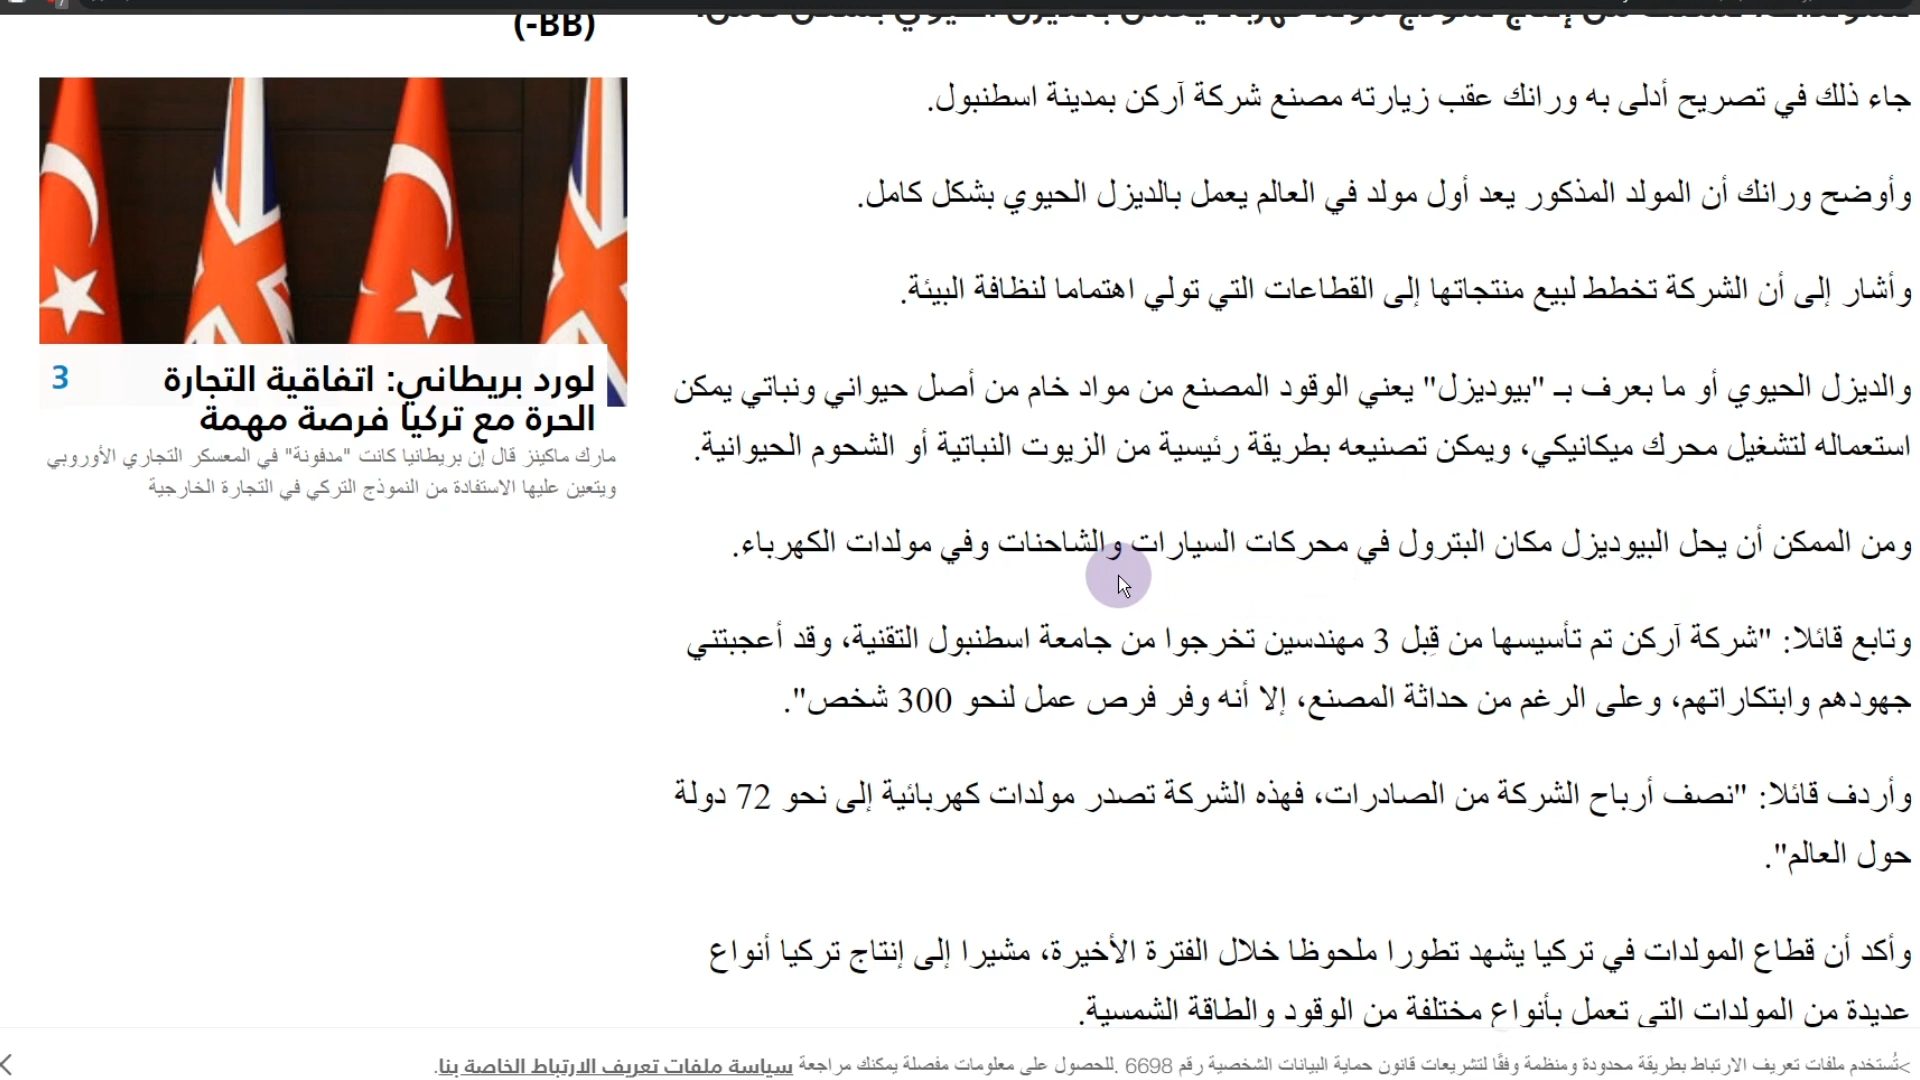 جاء ذلك في تصريح أدلى به ورانك عقب زيارته مصنع شركة آركن بمدينة اسطنبول.
وأوضح ورانك أن المولد المذكور يعد أول مولد في العالم يعمل بالديزل الحيوي بشكل كامل.
وأشار إلى أن الشركة تخطط لبيع منتجاتها إلى القطاعات التي تولي اهتماما لنظافة البيئة.
والديزل الحيوي أو ما بعرف بـ "بيوديزل" يعني الوقود المصنع من مواد خام من أصل حيواني ونباتي يمكن
استعماله لتشغيل محرك ميكانيكي، ويمكن تصنيعه بطريقة رئيسية من الزيوت النباتية أو الشحوم الحيوانية.
ومن الممكن أن يحل البيوديزل مكان البترول في محركات السيارات والشاحنات وفي مولدات الكهرباء.
وتابع قائلا: "شركة آركن تم تأسيسها من قِبل 3 مهندسين تخرجوا من جامعة اسطنبول التقنية، وقد أعجبتني
جهودهم وابتكاراتهم، وعلى الرغم من حداثة المصنع، إلا أنه وفر فرص عمل لنحو 300 شخص".
وأردف قائلا: "نصف أرباح الشركة من الصادرات، فهذه الشركة تصدر مولدات كهربائية إلى نحو 72 دولة
حول العالم".
وأكد أن قطاع المولدات في تركيا يشهد تطورا ملحوظا خلال الفترة الأخيرة، مشيرا إلى إنتاج تركيا أنواع
عديدة من المولدات التي تعمل بأنواع مختلفة من الوقود والطاقة الشمسية.
(BB-)
لورد بريطاني: اتفاقية التجارة
3
الحرة مع تركيا فرصة مهمة
مارك ماكينز قال إن بريطانيا كانت "مدفونة" في المعسكر التجاري الأوروبي
ويتعين عليها الاستفادة من النموذج التركي في التجارة الخارجية
>تُستخدم ملفات تعريف الارتباط بطريقة محدودة ومنظمة وفقًا لتشريعات قانون حماية البيانات الشخصية رقم 6698 .للحصول على معلومات مفصلة يمكنك مراجعة سياسة ملفات تعريف الارتباط الخاصة بنا.